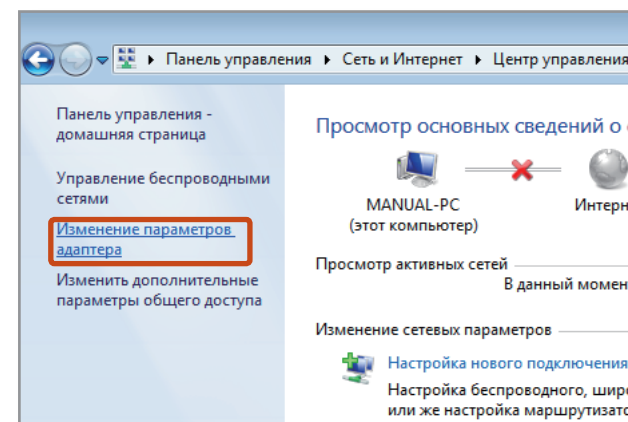 Панель управления ▸ Сеть и Интернет ▸ Центр управления
Панель управления -
домашняя страница
Управление беспроводными
сетями
Изменение параметров
адаптера
Изменить дополнительные
параметры общего доступа
Просмотр основных сведений о
MANUAL-PC
(этот компьютер)
Интерн
Просмотр активных сетей
В данный момен
Изменение сетевых параметров
Настройка нового подключения
Настройка беспроводного, широ
или же настройка маршрутизато